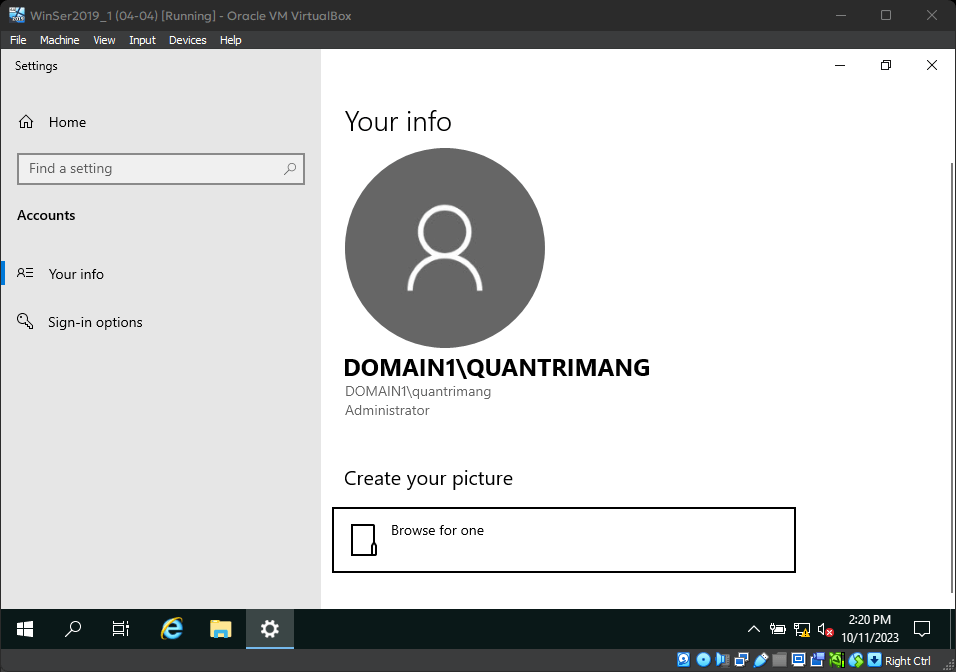 WinSer2019_1 (04-04) [Running] - Oracle VM VirtualBox
File Machine View Input Devices Help
Settings
Home
Find a setting
Accounts
Your info
Sign-in options
Your info
DOMAIN1\QUANTRIMANG
DOMAIN1\quantrimang
Administrator
Create your picture
Browse for one
2:20 PM
10/11/2023
Right Ctrl